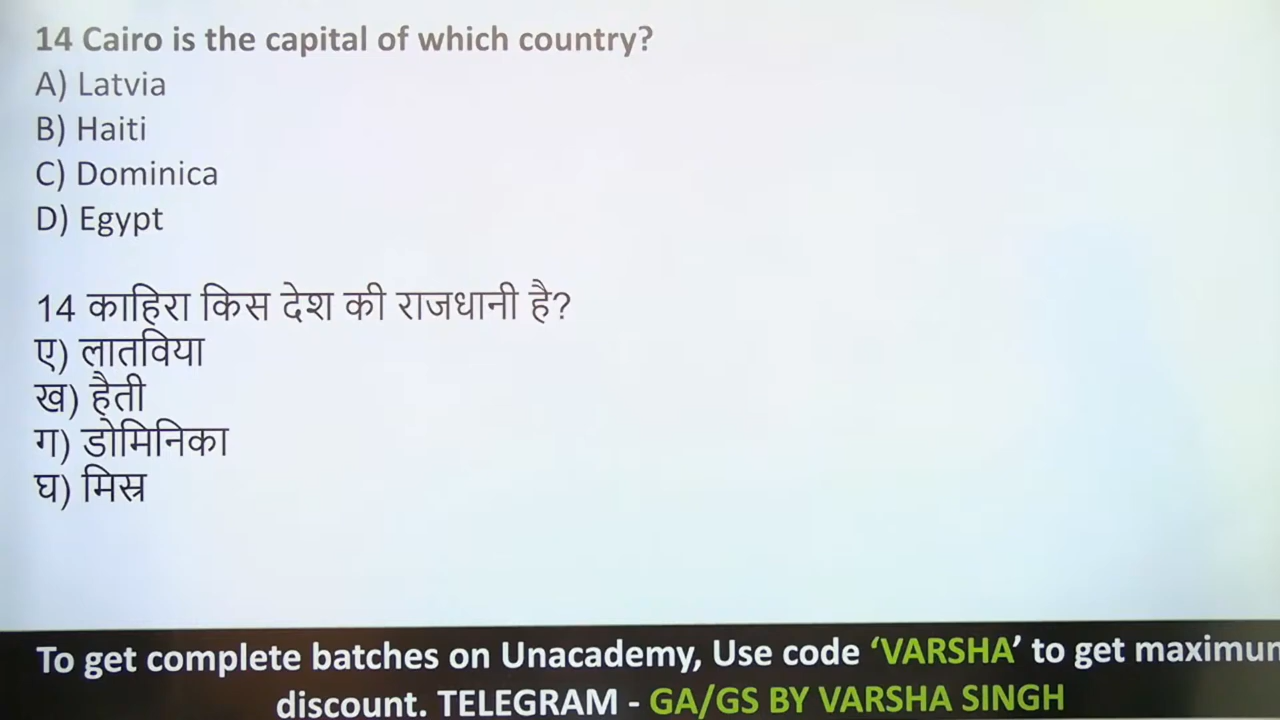 14 Cairo is the capital of which country?
A) Latvia
B) Haiti
C) Dominica
D) Egypt
14 काहिरा किस देश की राजधानी है?
ए) लातविया
ख) हैती
ग) डोमिनिका
घ) मिस्र
To get complete batches on Unacademy, Use code ‘VARSHA’ to get maximum
discount. TELEGRAM - GA/GS BY VARSHA SINGH